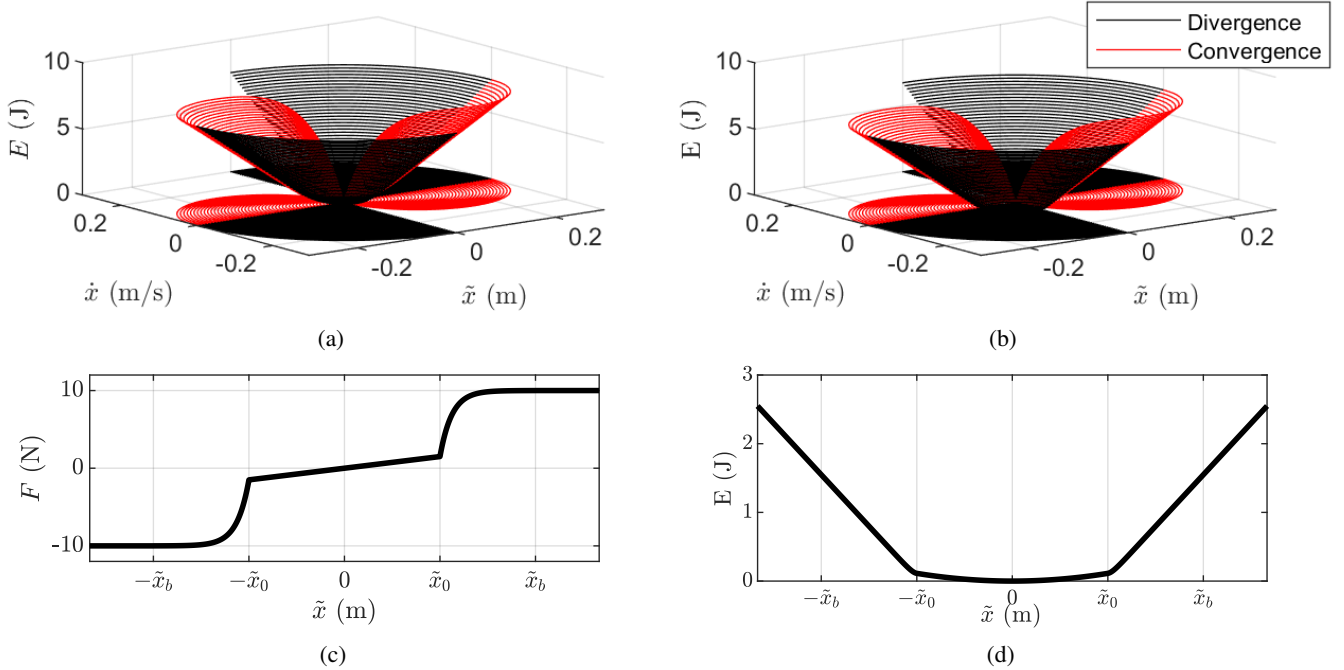 Divergence
Convergence
10
5
0
E (J)
0.2
0
-0.2
ẋ (m/s)
-0.2
0
0.2
x̃ (m)
(a)
10
5
0
E (J)
0.2
0
-0.2
ẋ (m/s)
-0.2
0
0.2
x̃ (m)
(b)
10
0
-10
F (N)
−x̃_b
−x̃_0
0
x̃_0
x̃_b
x̃ (m)
(c)
3
2
1
0
E (J)
−x̃_b
−x̃_0
0
x̃_0
x̃_b
x̃ (m)
(d)